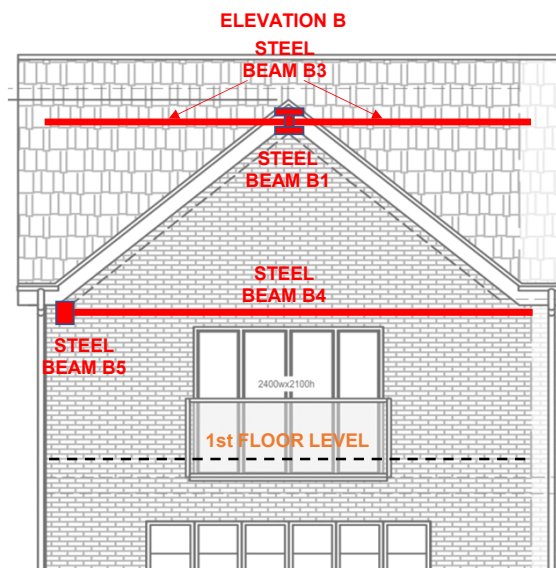 ELEVATION B
STEEL
BEAM B3
STEEL
BEAM B1
STEEL
BEAM B4
STEEL
BEAM B5
2400wx2100h
1st FLOOR LEVEL